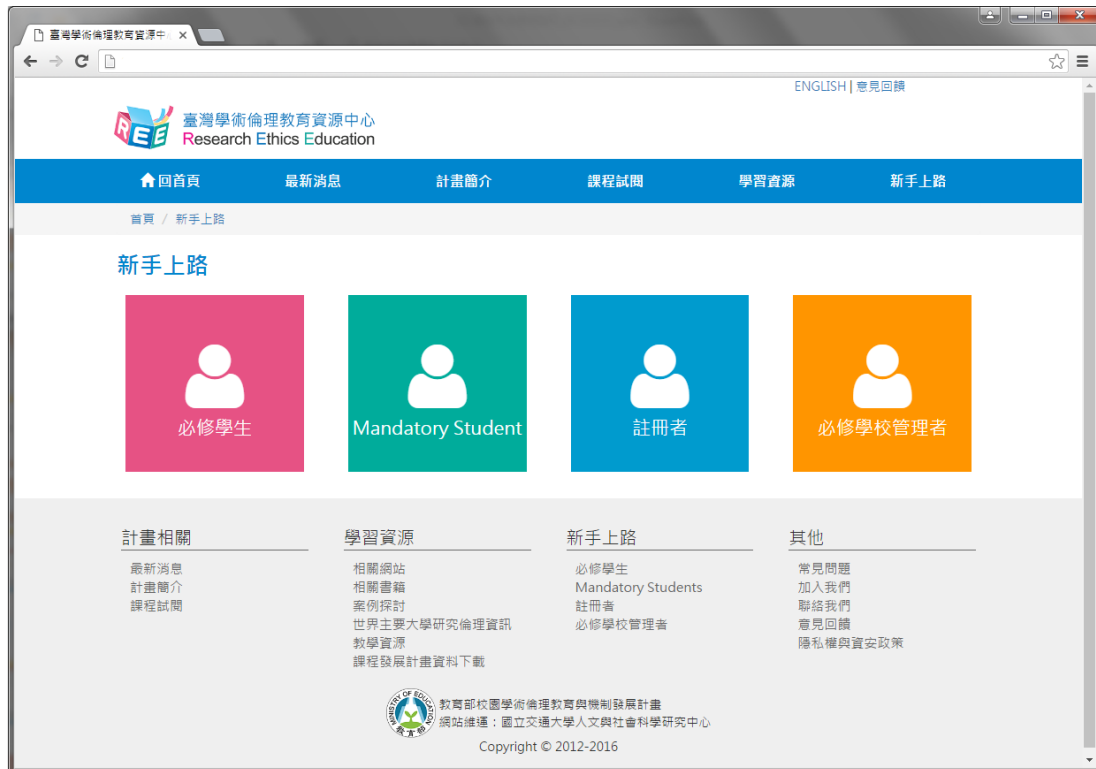 臺灣學術倫理教育資源中
ENGLISH | 意見回饋
REE
臺灣學術倫理教育資源中心
Research Ethics Education
回首頁 最新消息 計畫簡介 課程試閱 學習資源 新手上路
首頁 / 新手上路
新手上路
必修學生 Mandatory Student 註冊者 必修學校管理者
計畫相關
最新消息
計畫簡介
課程試閱
學習資源
相關網站
相關書籍
案例探討
世界主要大學研究倫理資訊
教學資源
課程發展計畫資料下載
新手上路
必修學生
Mandatory Students
註冊者
必修學校管理者
其他
常見問題
加入我們
聯絡我們
意見回饋
隱私權與資安政策
MINISTRY OF EDUCATION
教育部
教育部校園學術倫理教育與機制發展計畫
網站維運：國立交通大學人文與社會科學研究中心
Copyright © 2012-2016